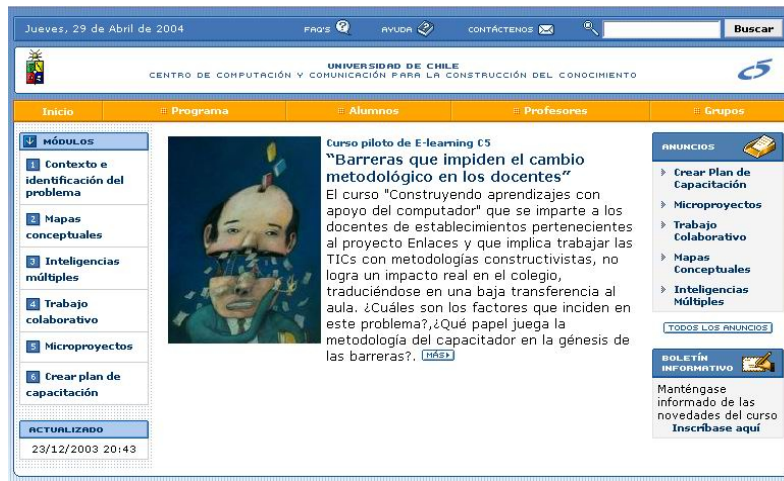 Jueves, 29 de Abril de 2004
FAQ'S
AYUDA
CONTÁCTENOS
Buscar
UNIVERSIDAD DE CHILE
CENTRO DE COMPUTACIÓN Y COMUNICACIÓN PARA LA CONSTRUCCIÓN DEL CONOCIMIENTO
c5
Inicio
Programa
Alumnos
Profesores
Grupos
MÓDULOS
1 Contexto e
identificación del
problema
2 Mapas
conceptuales
3 Inteligencias
múltiples
4 Trabajo
colaborativo
5 Microproyectos
6 Crear plan de
capacitación
ACTUALIZADO
23/12/2003 20:43
Curso piloto de E-learning C5
"Barreras que impiden el cambio
metodológico en los docentes"
El curso "Construyendo aprendizajes con
apoyo del computador" que se imparte a los
docentes de establecimientos pertenecientes
al proyecto Enlaces y que implica trabajar las
TICs con metodologías constructivistas, no
logra un impacto real en el colegio,
traduciéndose en una baja transferencia al
aula. ¿Cuáles son los factores que inciden en
este problema?,¿Qué papel juega la
metodología del capacitador en la génesis de
las barreras?. MÁS
ANUNCIOS
Crear Plan de
Capacitación
Microproyectos
Trabajo
Colaborativo
Mapas
Conceptuales
Inteligencias
Múltiples
TODOS LOS ANUNCIOS
BOLETÍN
INFORMATIVO
Manténgase
informado de las
novedades del curso
Inscríbase aquí